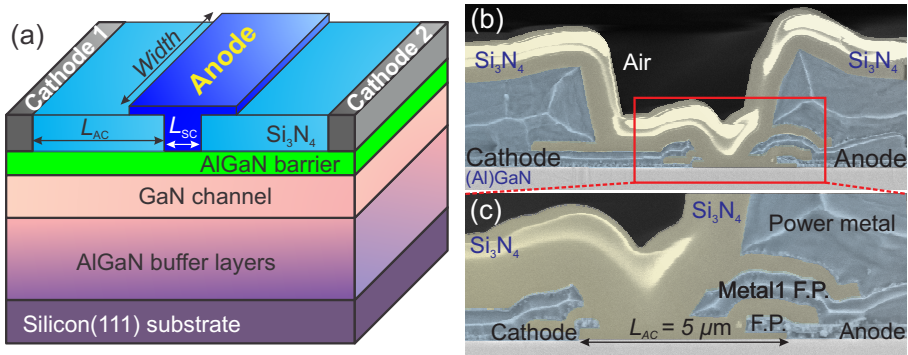 (a)
Cathode 1
Width
Anode
Cathode 2
L_AC
L_SC
Si₃N₄
AlGaN barrier
GaN channel
AlGaN buffer layers
Silicon(111) substrate
(b)
Si₃N₄
Air
Si₃N₄
Cathode
Anode
(Al)GaN
(c)
Si₃N₄
Si₃N₄
Power metal
Metal1 F.P.
F.P.
Cathode
L_AC = 5 μm
Anode